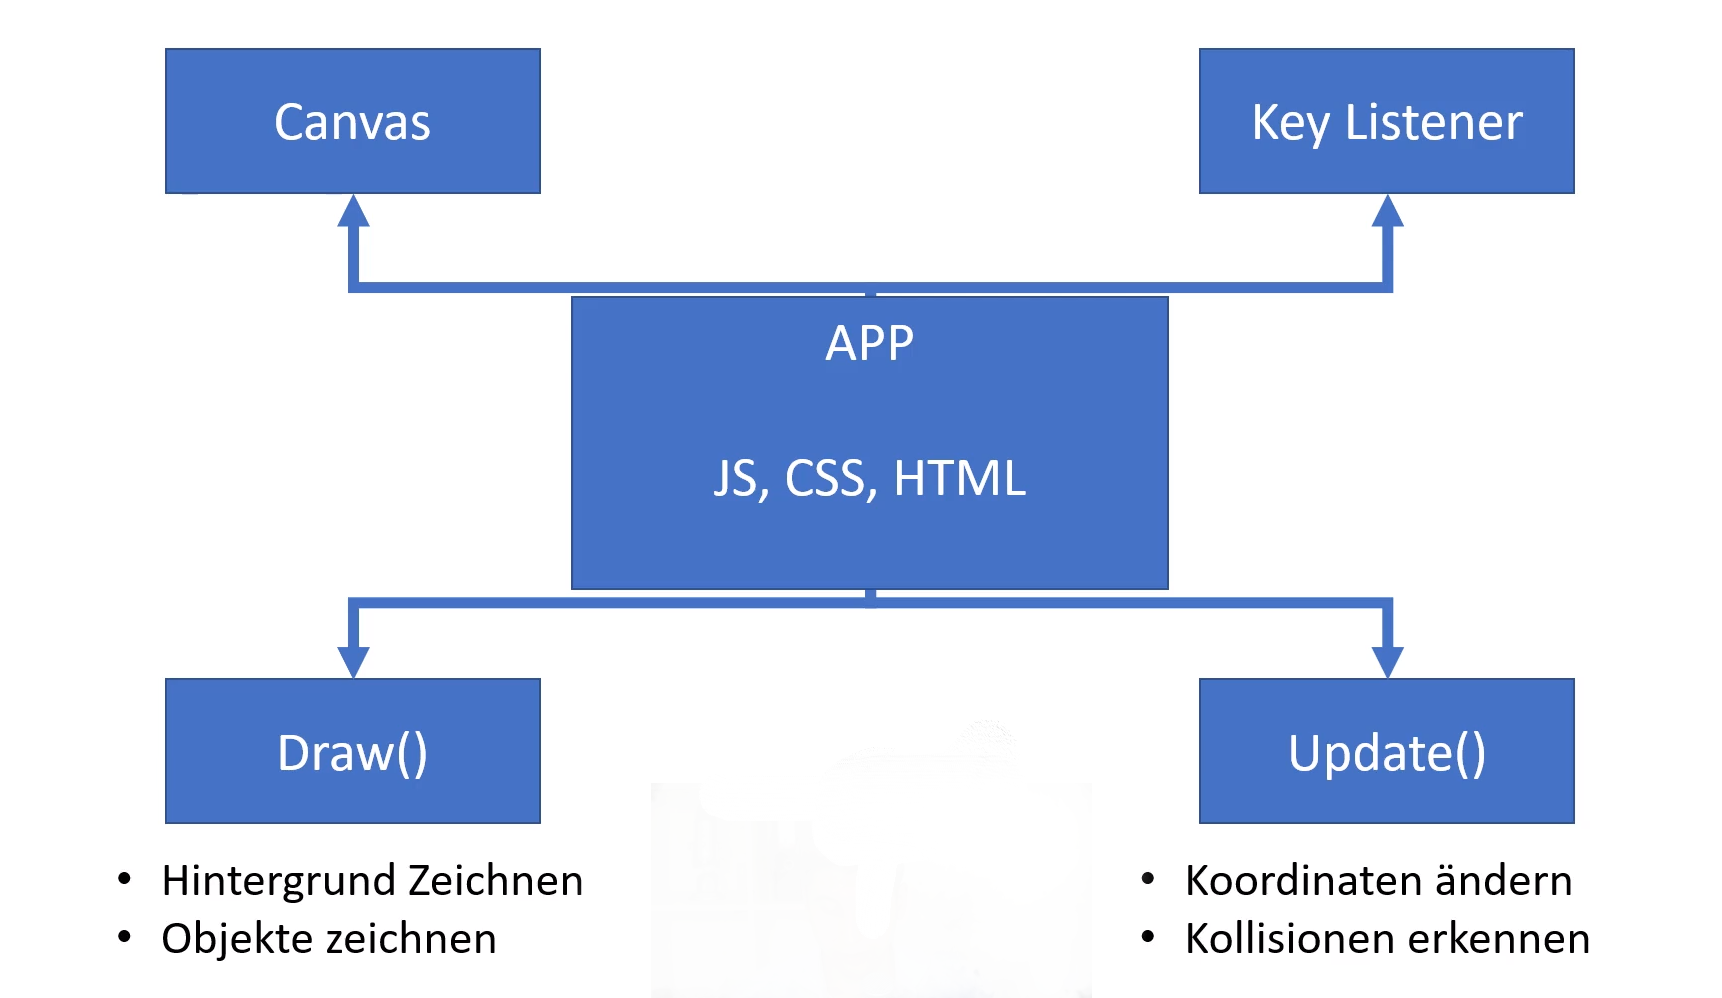 Canvas
Key Listener
APP
JS, CSS, HTML
Draw()
Update()
• Hintergrund Zeichnen
• Objekte zeichnen
• Koordinaten ändern
• Kollisionen erkennen